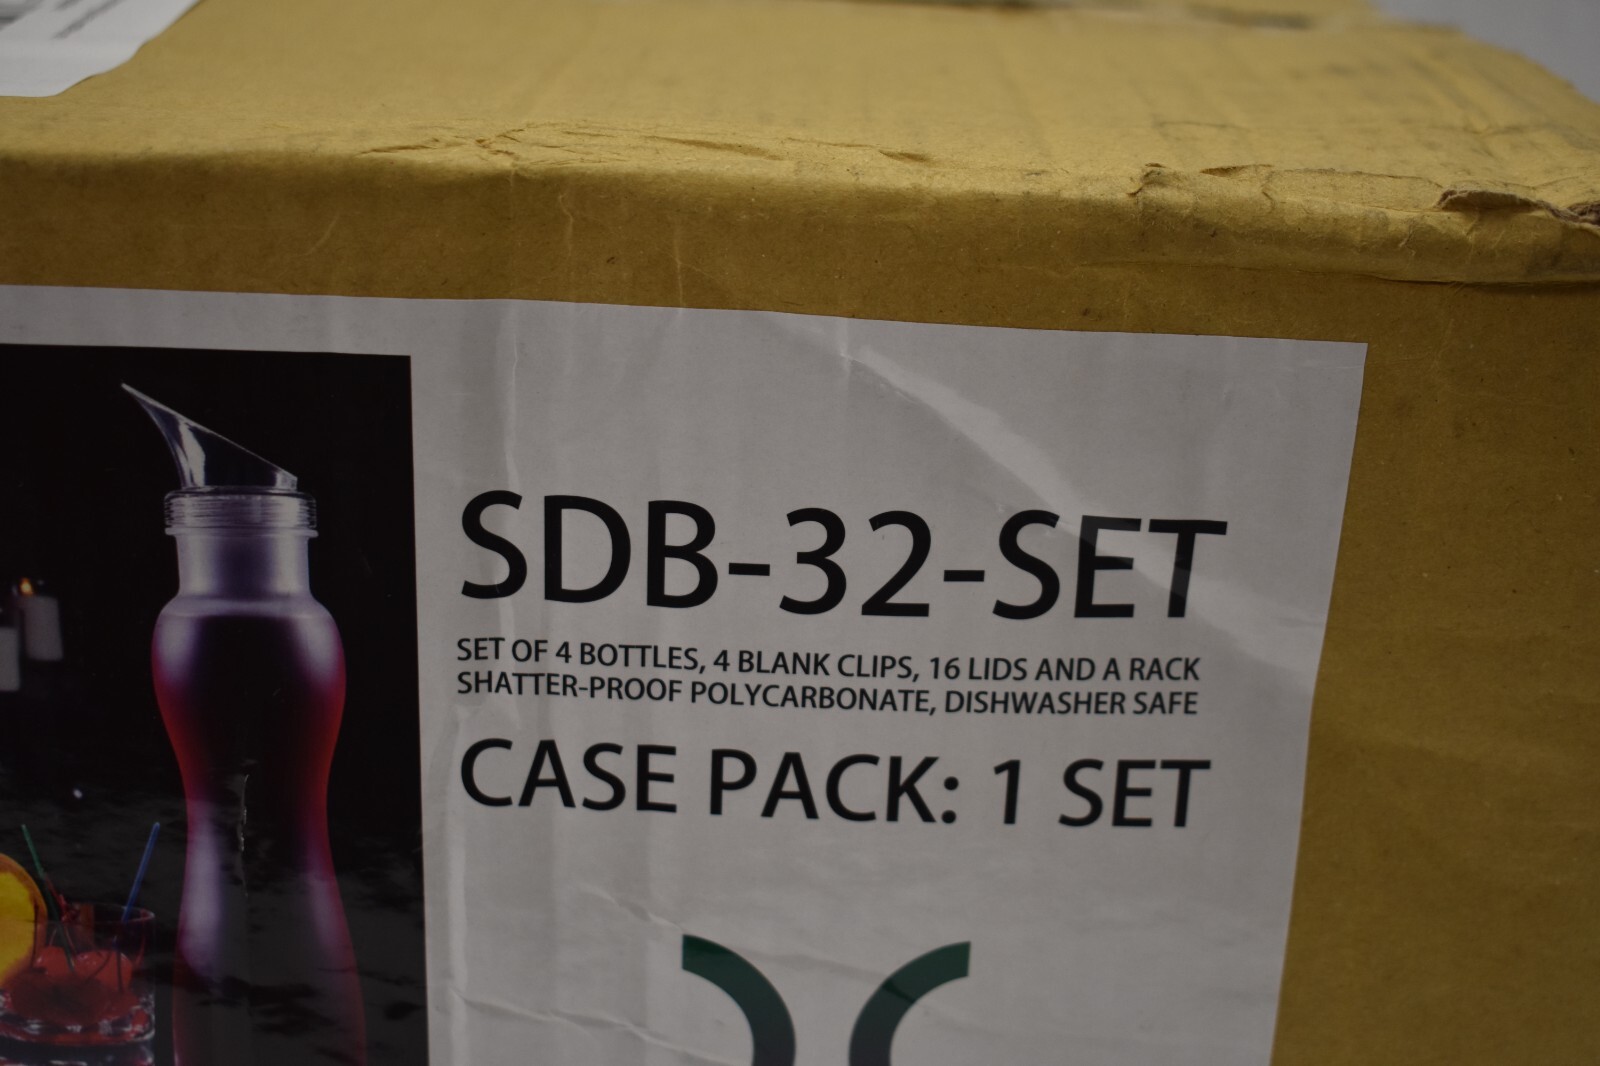 SDB-32-SET
SET OF 4 BOTTLES, 4 BLANK CLIPS, 16 LIDS AND A RACK
SHATTER-PROOF POLYCARBONATE, DISHWASHER SAFE
CASE PACK: 1 SET